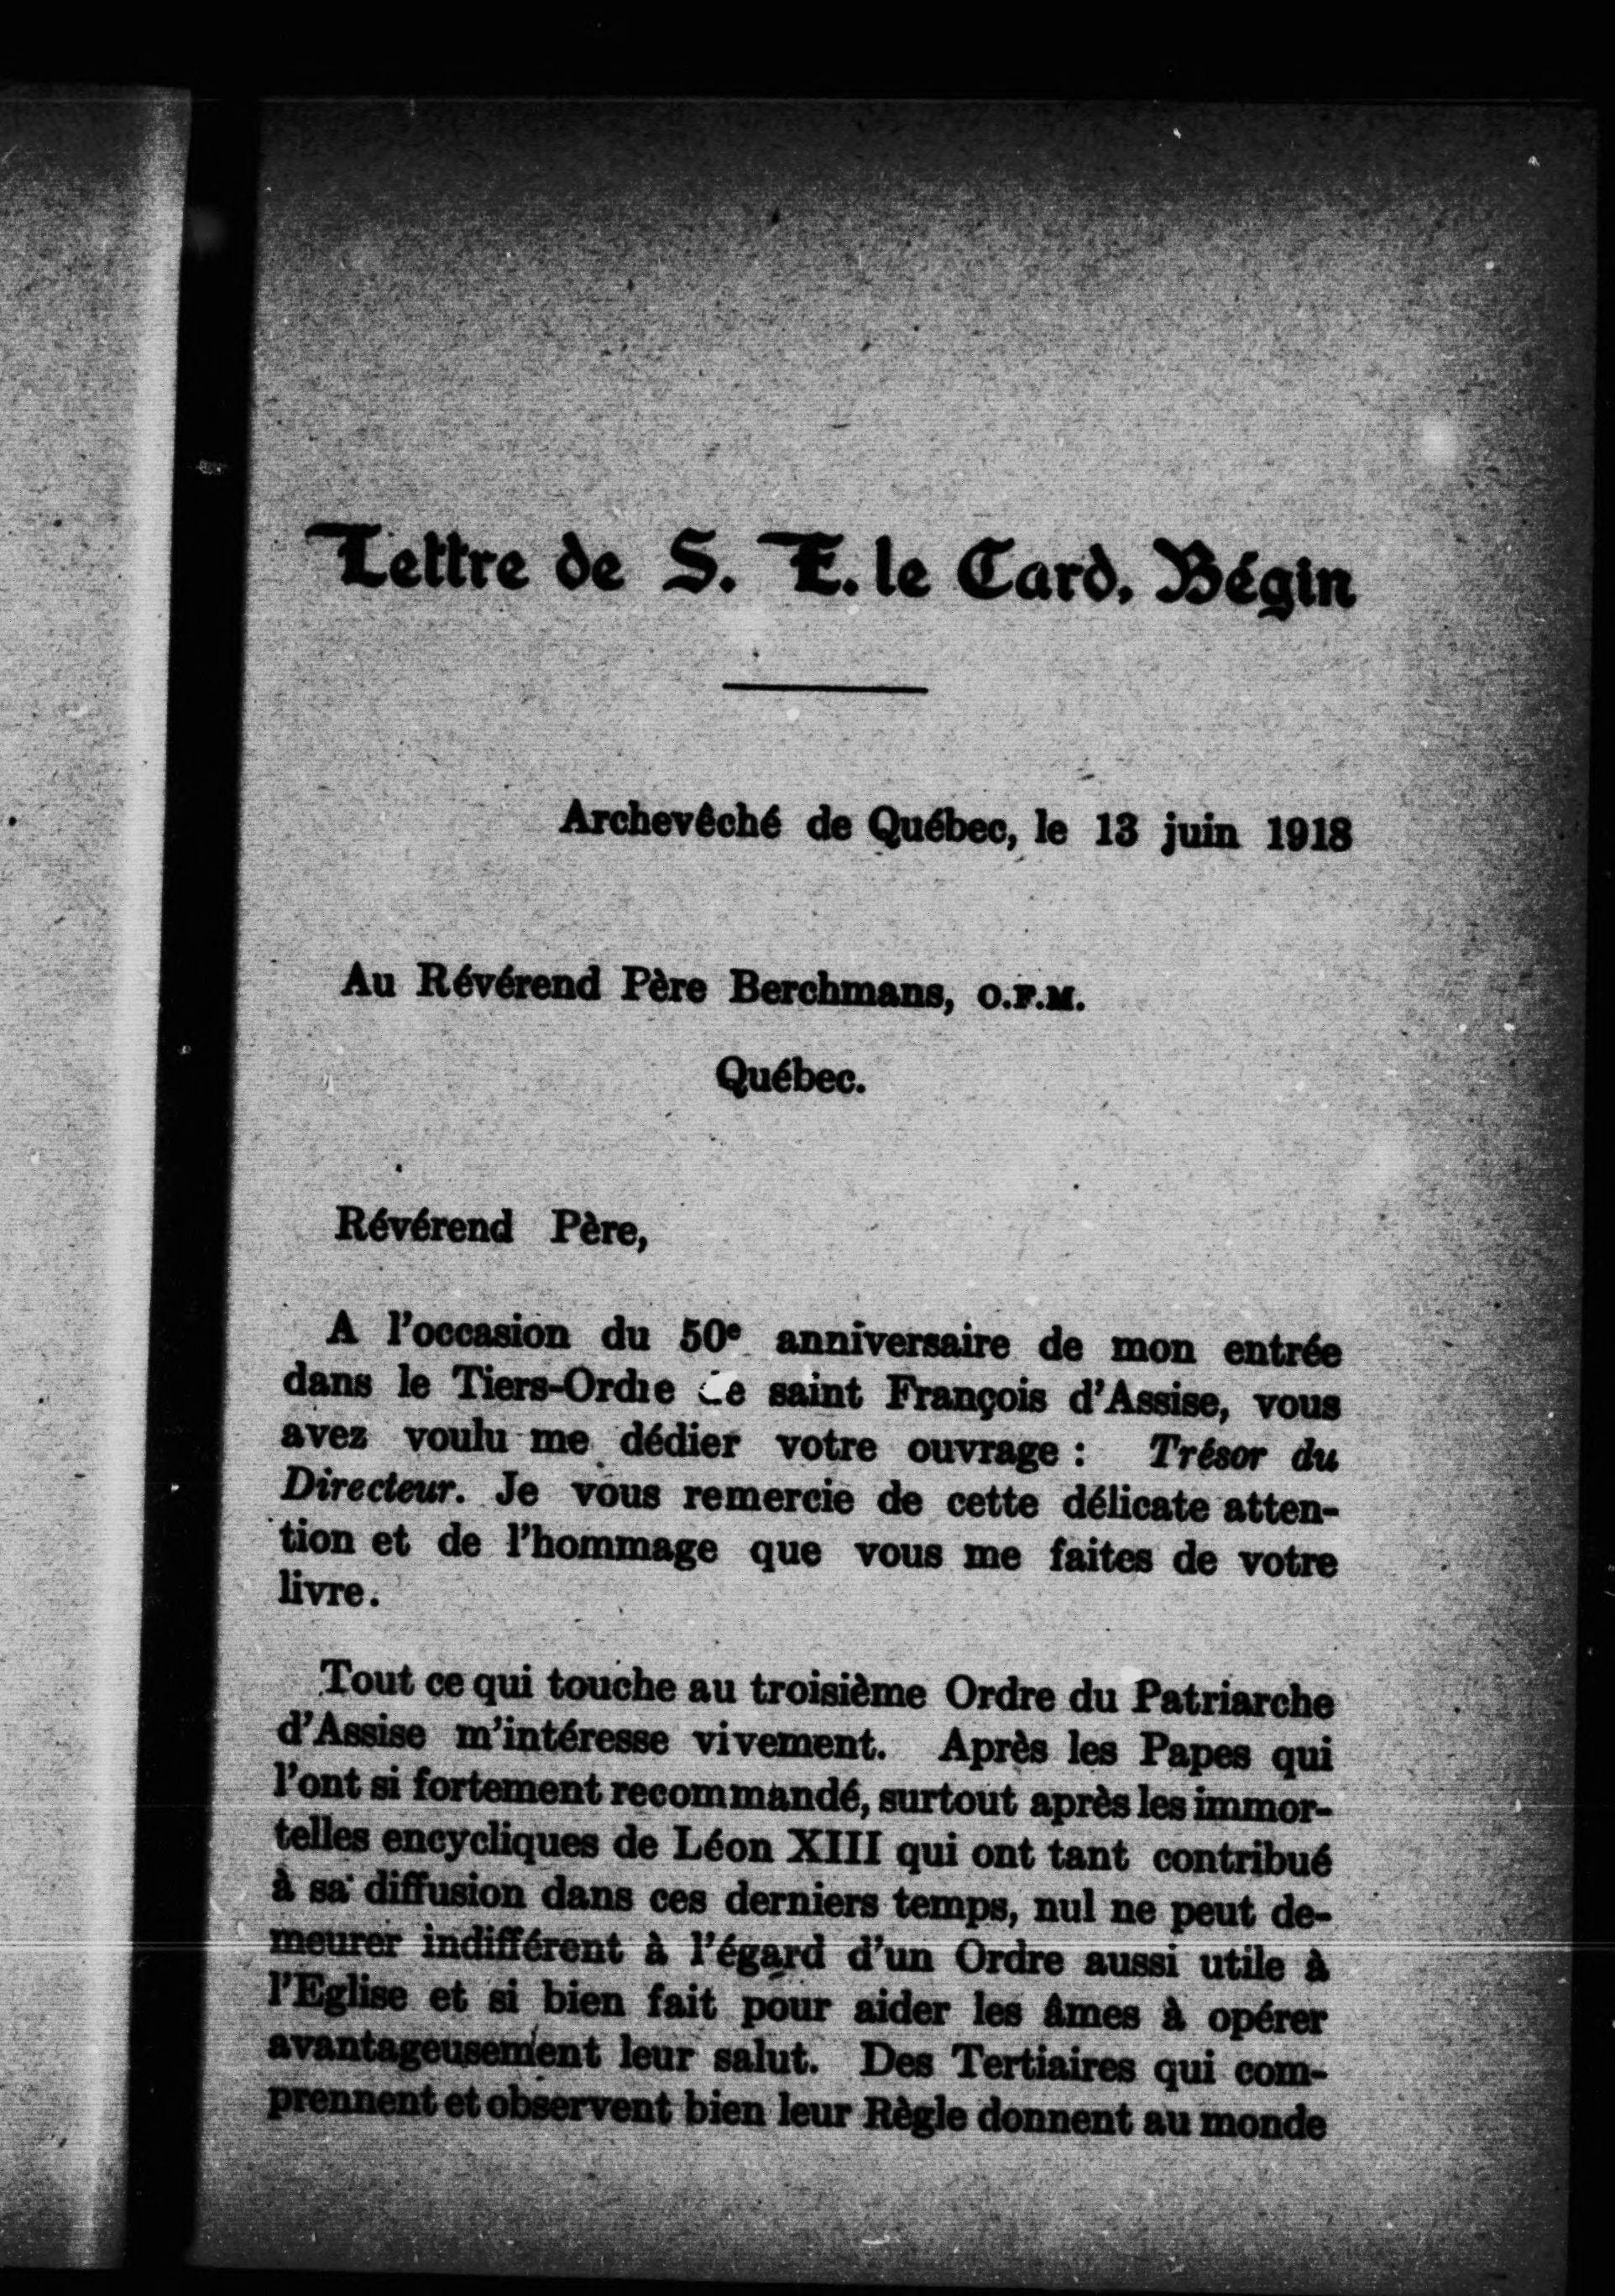 Lettre de S. E. le Card. Bégin
Archevêché de Québec, le 13 juin 1918
Au Révérend Père Berchmans, O.F.M.
Québec.
Révérend Père,
A l'occasion du 50e anniversaire de mon entrée
dans le Tiers-Ordre de saint François d'Assise, vous
avez voulu me dédier votre ouvrage : Trésor du
Directeur. Je vous remercie de cette délicate atten-
tion et de l'hommage que vous me faites de votre
livre.
Tout ce qui touche au troisième Ordre du Patriarche
d'Assise m'intéresse vivement. Après les Papes qui
l'ont si fortement recommandé, surtout après les immor-
telles encycliques de Léon XIII qui ont tant contribué
à sa diffusion dans ces derniers temps, nul ne peut de-
meurer indifférent à l'égard d'un Ordre aussi utile à
l'Eglise et si bien fait pour aider les âmes à opérer
avantageusement leur salut. Des Tertiaires qui com-
prennent et observent bien leur Règle donnent au monde